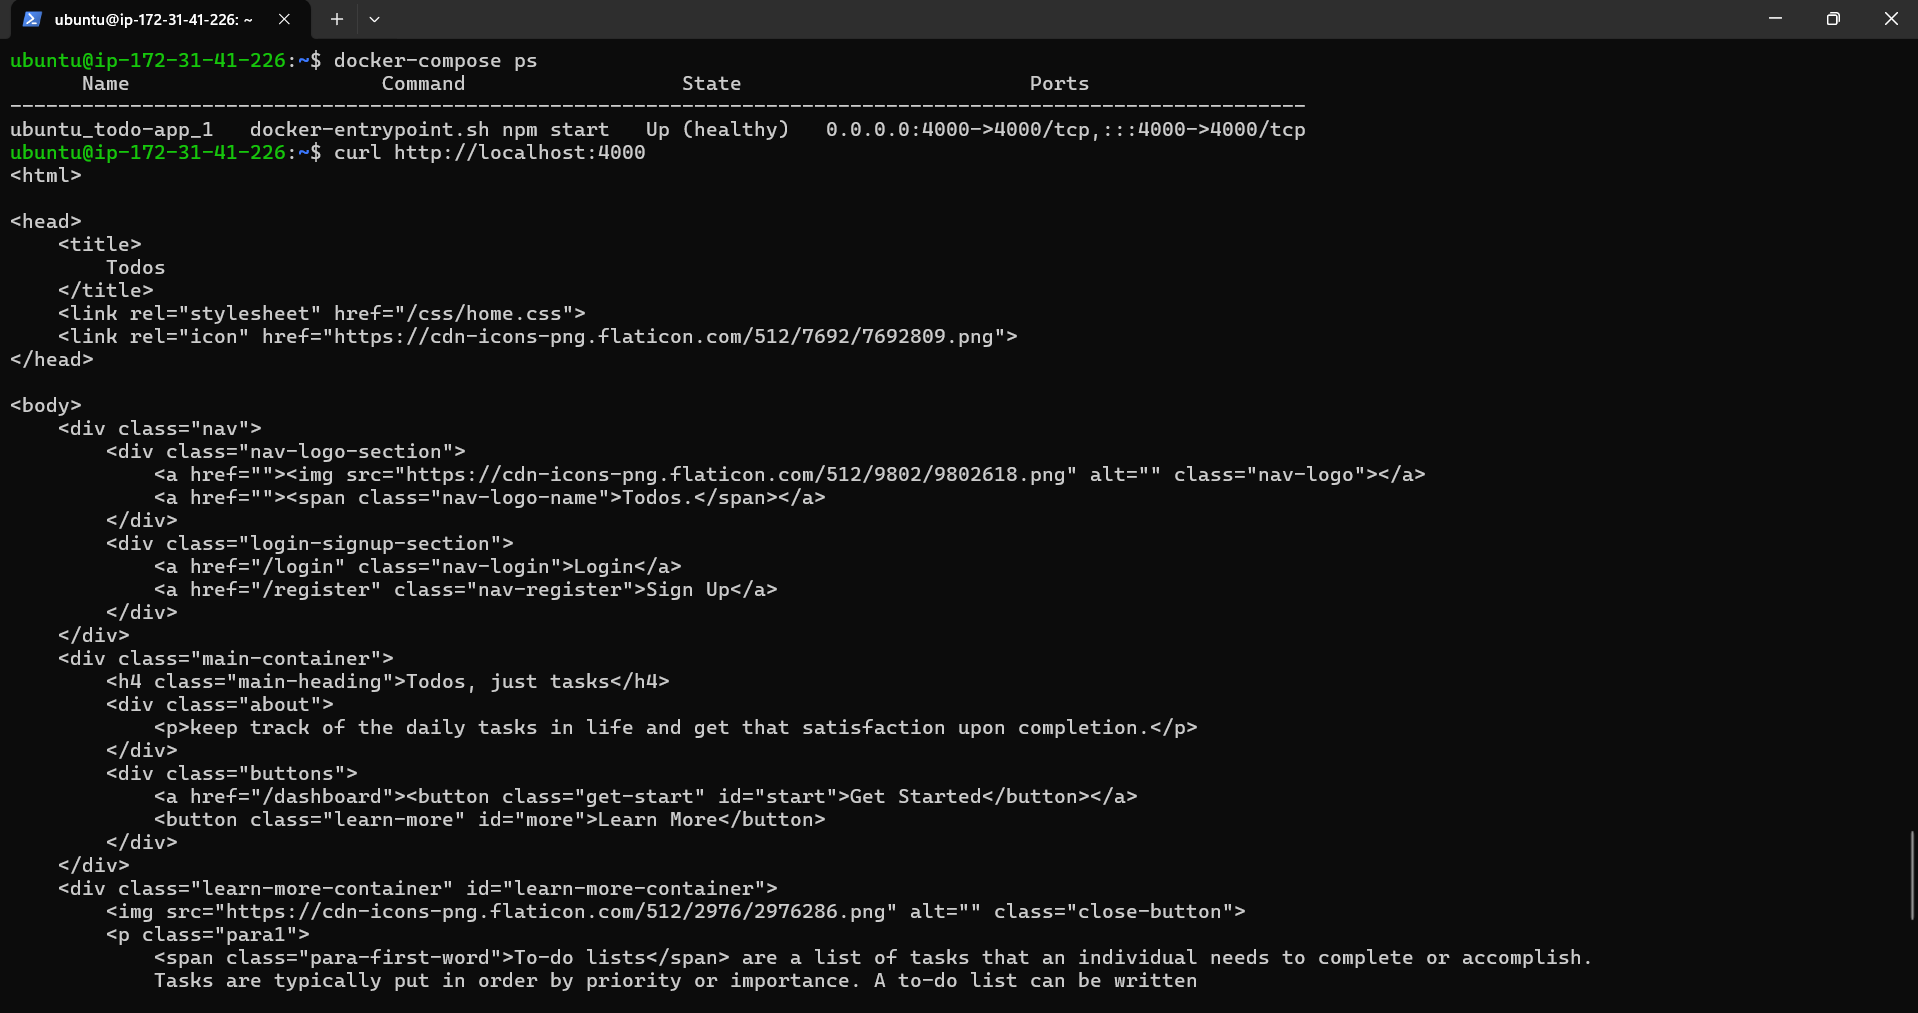 ubuntu@ip-172-31-41-226: ~
ubuntu@ip-172-31-41-226:~$ docker-compose ps
      Name                     Command                  State                        Ports
------------------------------------------------------------------------------------------------------------
ubuntu_todo-app_1   docker-entrypoint.sh npm start   Up (healthy)   0.0.0.0:4000->4000/tcp,:::4000->4000/tcp
ubuntu@ip-172-31-41-226:~$ curl http://localhost:4000
<html>

<head>
    <title>
        Todos
    </title>
    <link rel="stylesheet" href="/css/home.css">
    <link rel="icon" href="https://cdn-icons-png.flaticon.com/512/7692/7692809.png">
</head>

<body>
    <div class="nav">
        <div class="nav-logo-section">
            <a href=""><img src="https://cdn-icons-png.flaticon.com/512/9802/9802618.png" alt="" class="nav-logo"></a>
            <a href=""><span class="nav-logo-name">Todos.</span></a>
        </div>
        <div class="login-signup-section">
            <a href="/login" class="nav-login">Login</a>
            <a href="/register" class="nav-register">Sign Up</a>
        </div>
    </div>
    <div class="main-container">
        <h4 class="main-heading">Todos, just tasks</h4>
        <div class="about">
            <p>keep track of the daily tasks in life and get that satisfaction upon completion.</p>
        </div>
        <div class="buttons">
            <a href="/dashboard"><button class="get-start" id="start">Get Started</button></a>
            <button class="learn-more" id="more">Learn More</button>
        </div>
    </div>
    <div class="learn-more-container" id="learn-more-container">
        <img src="https://cdn-icons-png.flaticon.com/512/2976/2976286.png" alt="" class="close-button">
        <p class="para1">
            <span class="para-first-word">To-do lists</span> are a list of tasks that an individual needs to complete or accomplish.
            Tasks are typically put in order by priority or importance. A to-do list can be written